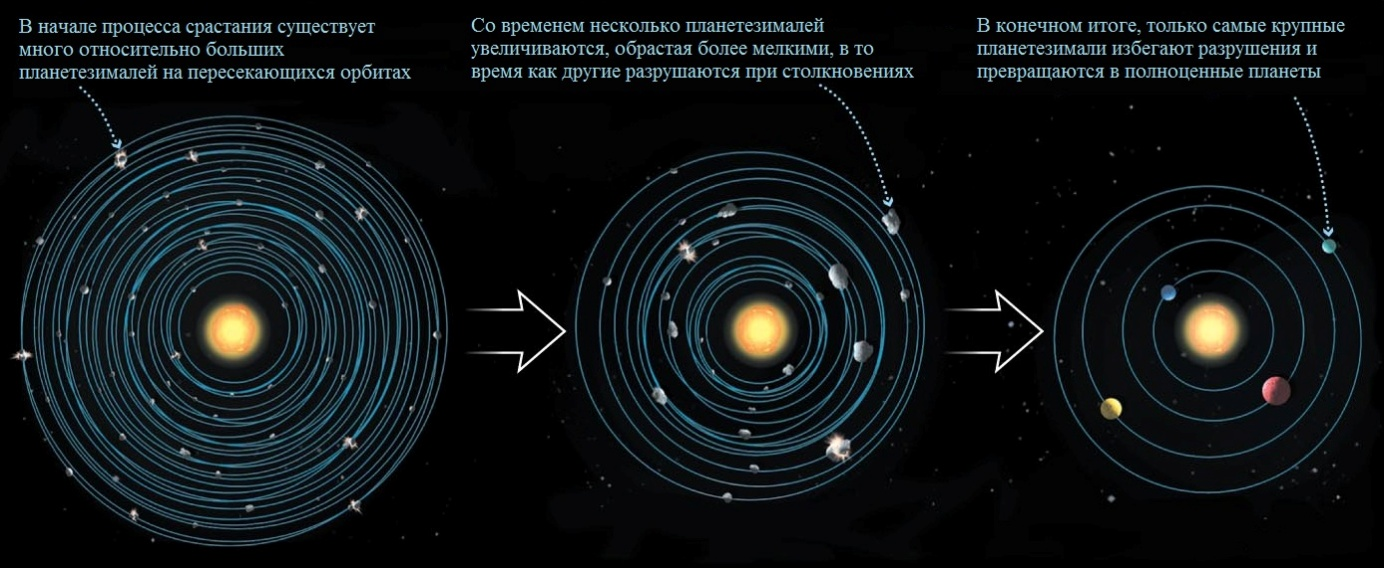 В начале процесса срастания существует
много относительно больших
планетезималей на пересекающихся орбитах
Со временем несколько планетезималей
увеличиваются, обрастая более мелкими, в то
время как другие разрушаются при столкновениях
В конечном итоге, только самые крупные
планетезимали избегают разрушения и
превращаются в полноценные планеты